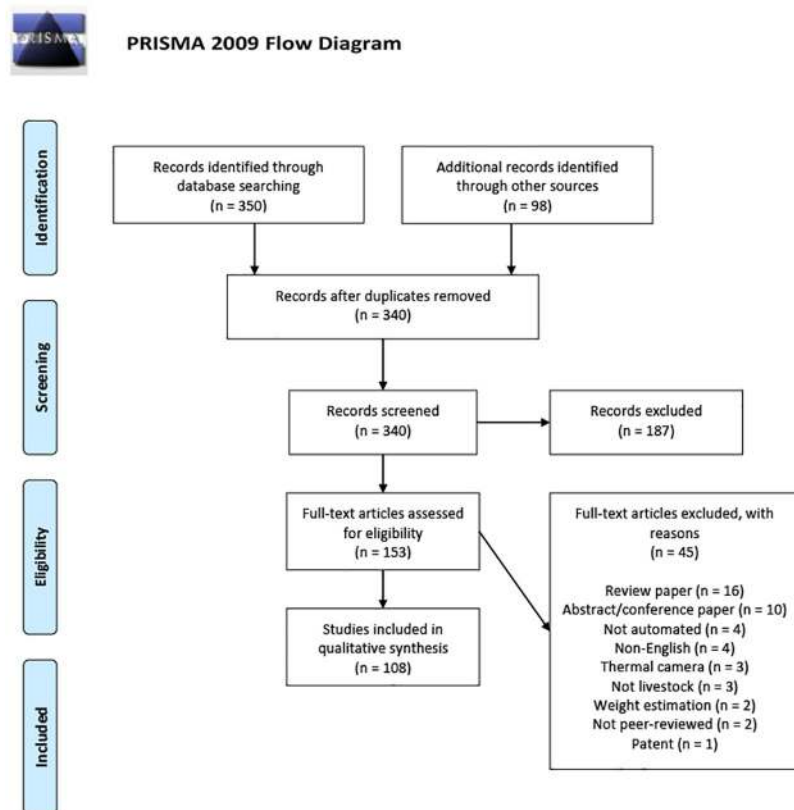 PRISMA
PRISMA 2009 Flow Diagram
Identification
Records identified through
database searching
(n = 350)
Additional records identified
through other sources
(n = 98)
Records after duplicates removed
(n = 340)
Screening
Records screened
(n = 340)
Records excluded
(n = 187)
Eligibility
Full-text articles assessed
for eligibility
(n = 153)
Full-text articles excluded, with
reasons
(n = 45)
Review paper (n = 16)
Abstract/conference paper (n = 10)
Not automated (n = 4)
Non-English (n = 4)
Thermal camera (n = 3)
Not livestock (n = 3)
Weight estimation (n = 2)
Not peer-reviewed (n = 2)
Patent (n = 1)
Studies included in
qualitative synthesis
(n = 108)
Included